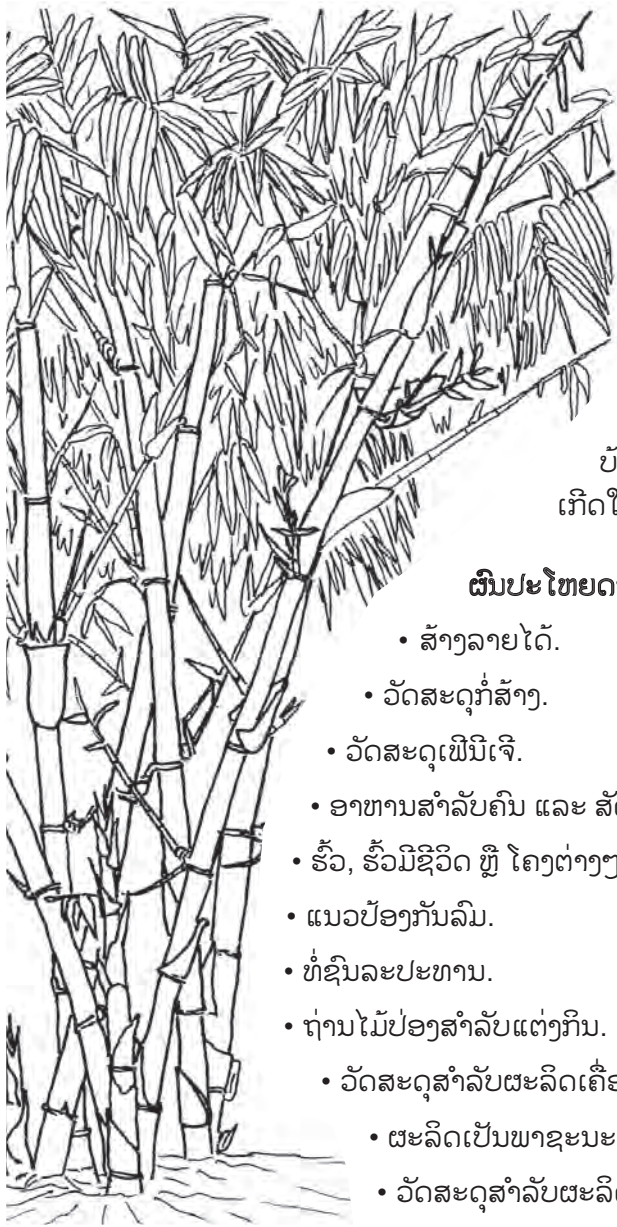 ເກີດ
ຜົນປະໂຫຍດ
• ສ້າງລາຍໄດ້.
• ວັດສະດຸກໍ່ສ້າງ.
• ວັດສະດຸເຟີນີເຈີ.
• ອາຫານສຳລັບຄົນ ແລະ
• ຮົ້ວ, ຮົ້ວມີຊີວິດ ຫຼື ໂຄງຕ່າງໆ
• ແນວປ້ອງກັນລົມ.
• ທໍ່ຊົນລະປະທານ.
• ຖ່ານໄມ້ປ່ອງສຳລັບແຕ່ງກິນ.
• ວັດສະດຸສຳລັບຜະລິດ
• ຜະລິດເປັນພາຊະນະ
• ວັດສະດຸສຳລັບຜະລິດ